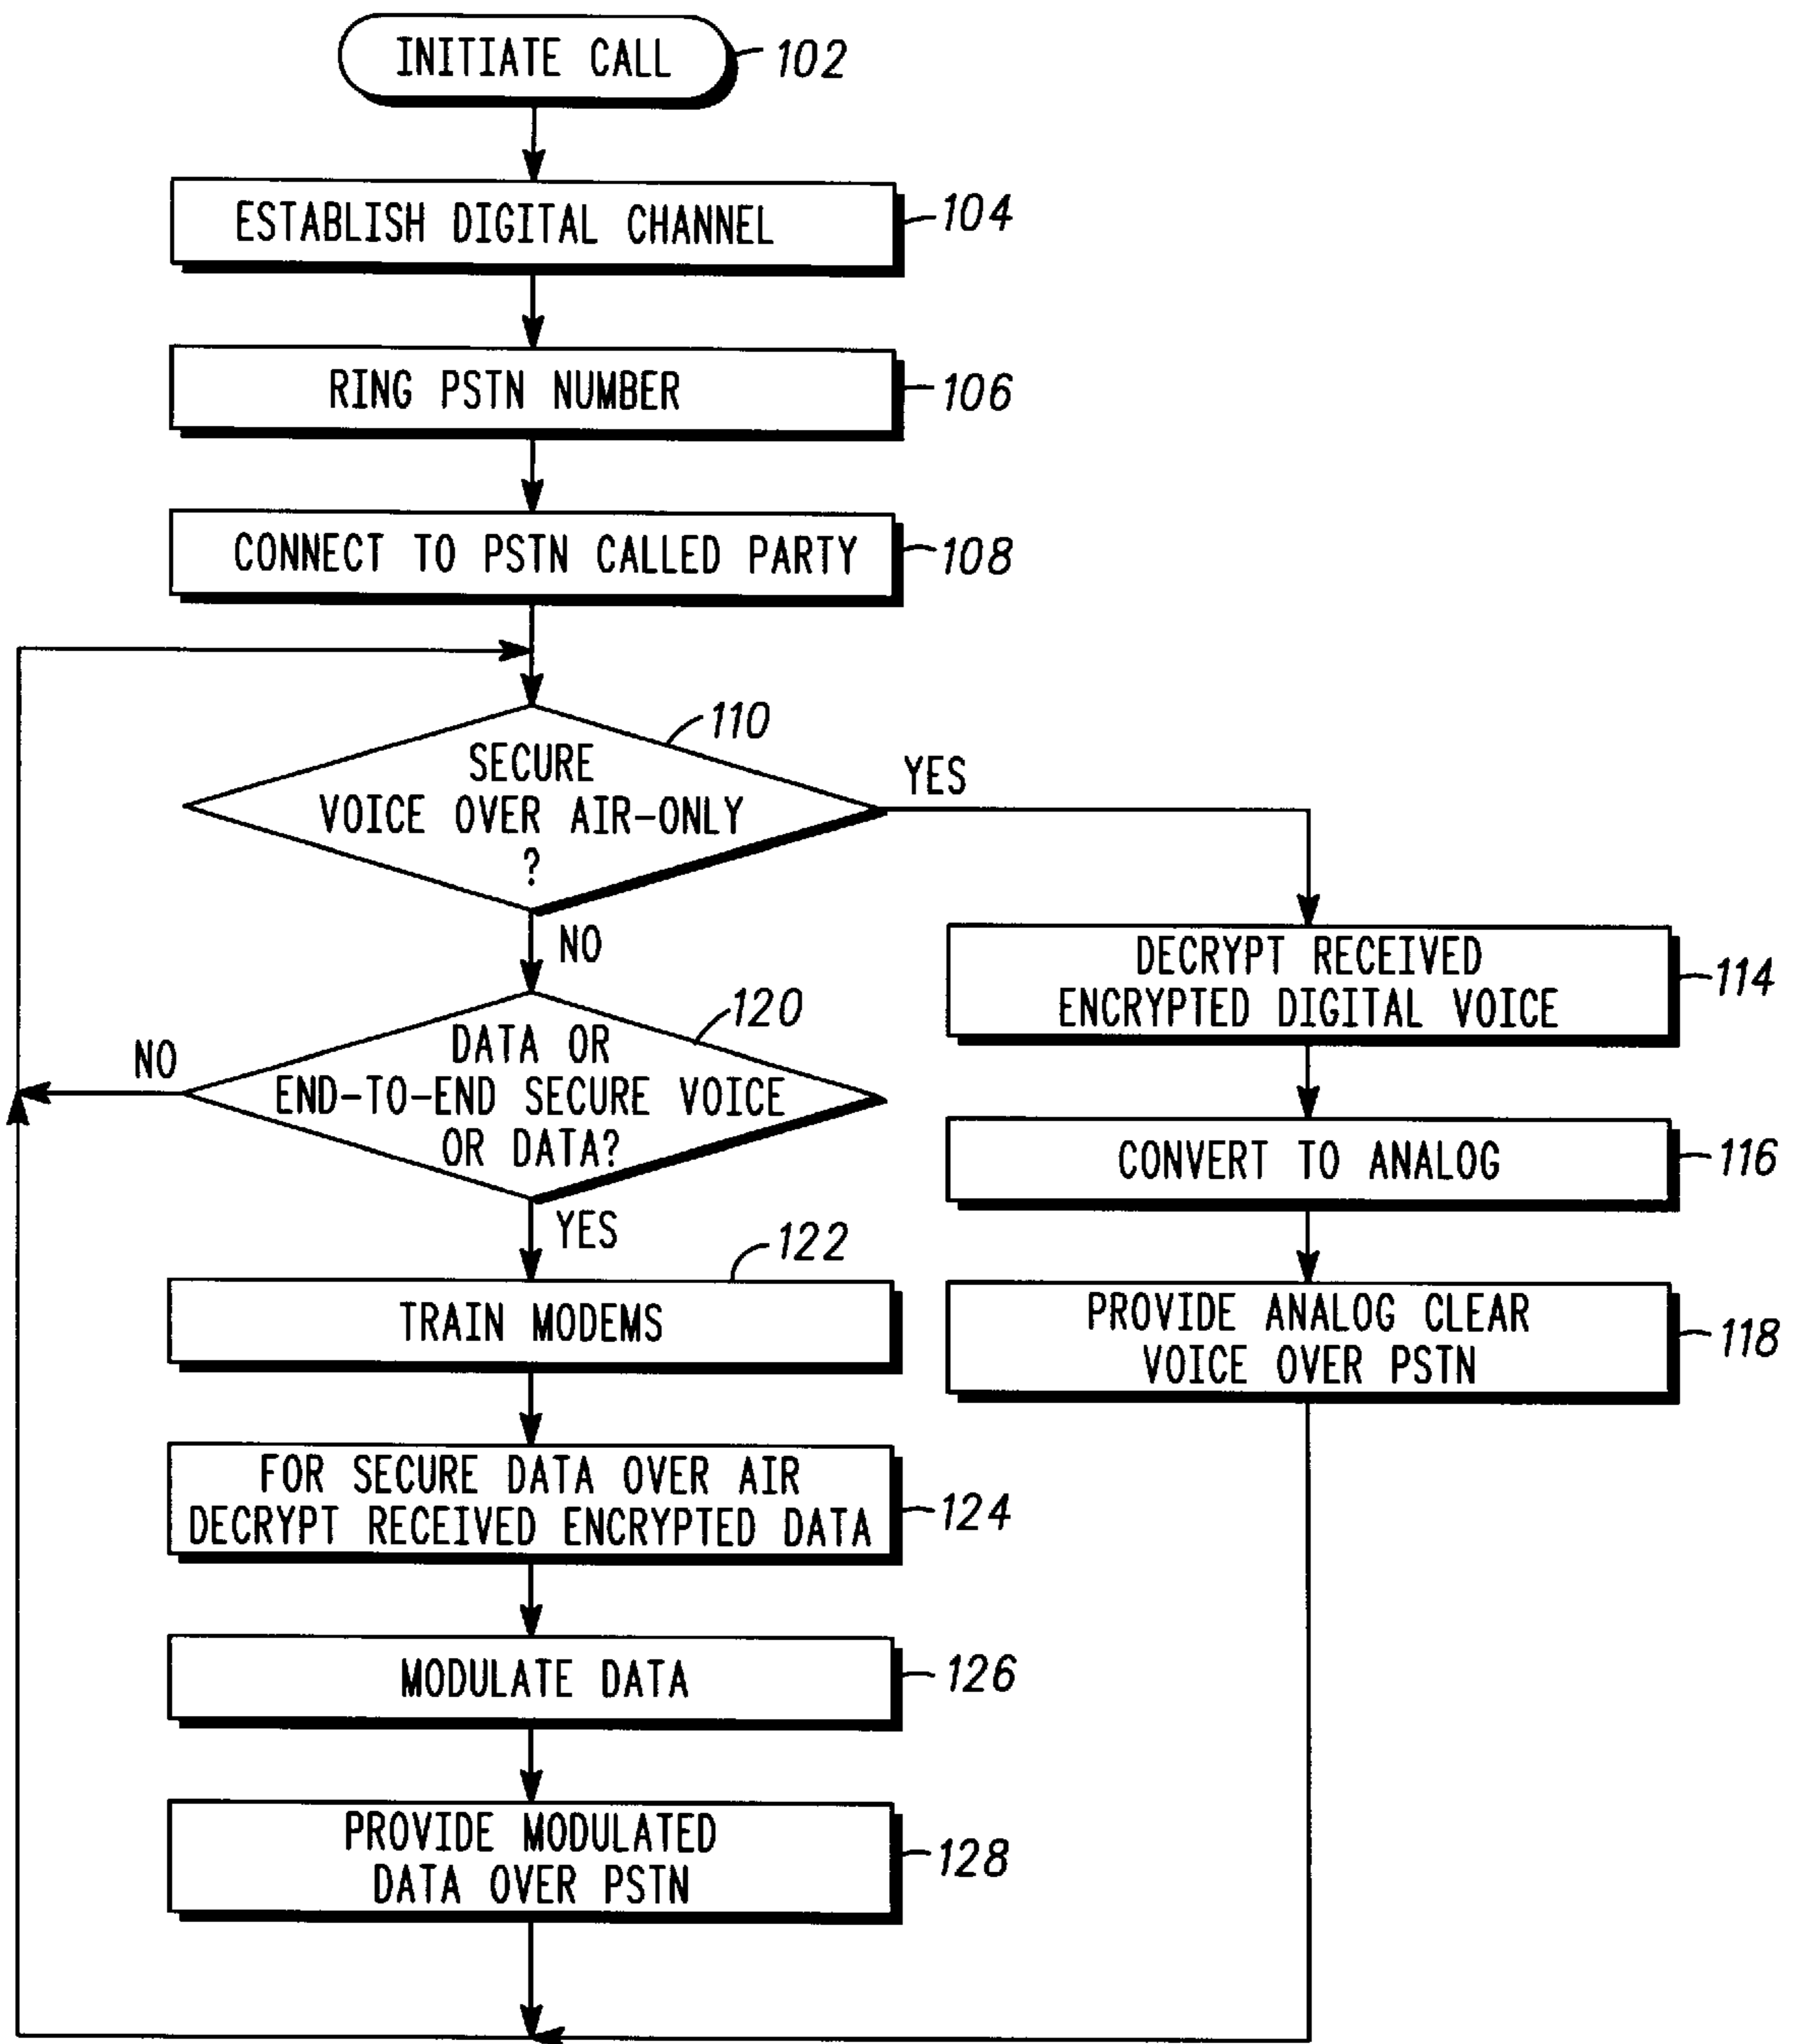 INITIATE CALL
102
ESTABLISH DIGITAL CHANNEL
104
RING PSTN NUMBER
106
CONNECT TO PSTN CALLED PARTY
108
110
SECURE
VOICE OVER AIR-ONLY
?
YES
NO
DECRYPT RECEIVED
ENCRYPTED DIGITAL VOICE
114
120
DATA OR
END-TO-END SECURE VOICE
OR DATA?
NO
YES
CONVERT TO ANALOG
116
122
TRAIN MODEMS
PROVIDE ANALOG CLEAR
VOICE OVER PSTN
118
FOR SECURE DATA OVER AIR
DECRYPT RECEIVED ENCRYPTED DATA
124
MODULATE DATA
126
PROVIDE MODULATED
DATA OVER PSTN
128